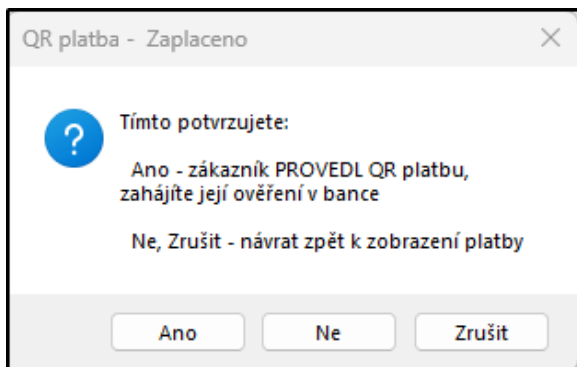 QR platba - Zaplaceno
?
Tímto potvrzujete:
Ano - zákazník PROVEDL QR platbu,
zahájíte její ověření v bance
Ne, Zrušit - návrat zpět k zobrazení platby
Ano
Ne
Zrušit